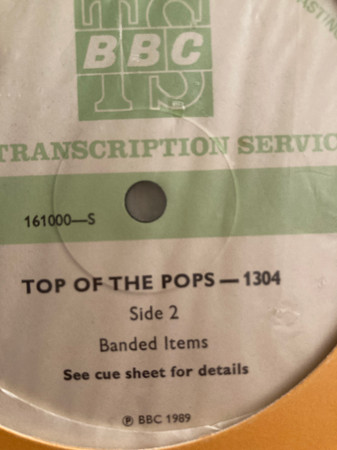 BBC
TRANSCRIPTION SERVIC
161000—S
TOP OF THE POPS — 1304
Side 2
Banded Items
See cue sheet for details
℗ BBC 1989